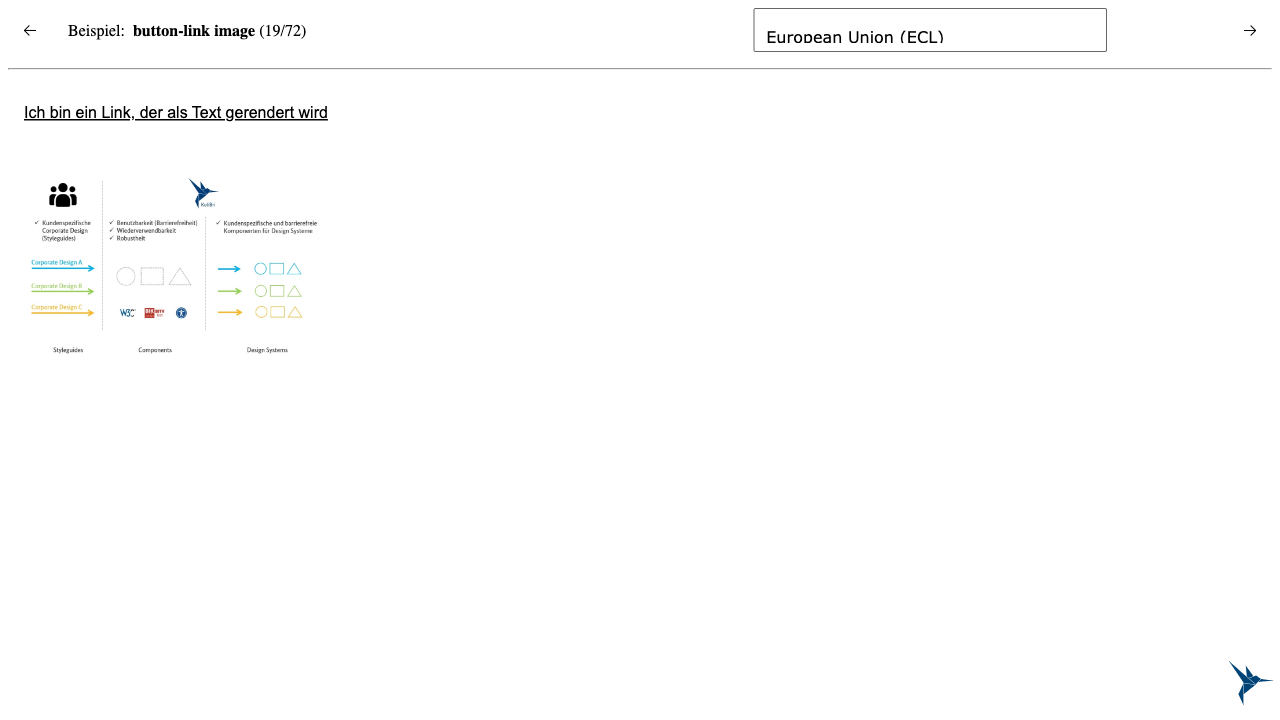 Beispiel: button-link image (19/72)
European Union (ECL)
Ich bin ein Link, der als Text gerendert wird
KoliBri
✓ Kundenspezifische
Corporate Design
(Styleguides)
✓ Benutzbarkeit (Barrierefreiheit)
✓ Wiederverwendbarkeit
✓ Robustheit
✓ Kundenspezifische und barrierefreie
Komponenten für Design Systeme
Corporate Design A
Corporate Design B
Corporate Design C
W3C
BIK BITV
Styleguides
Components
Design Systems